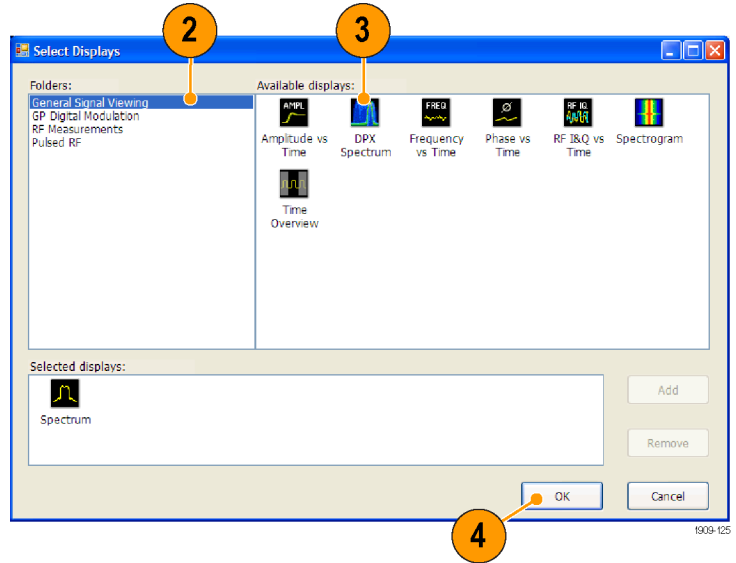 2
3
Select Displays
Folders:
Available displays:
General Signal Viewing
GP Digital Modulation
RF Measurements
Pulsed RF
AMPL
FREQ
Ø
RF IQ
Amplitude vs
Time
DPX
Spectrum
Frequency
vs Time
Phase vs
Time
RF I&Q vs
Time
Spectrogram
Time
Overview
Selected displays:
Spectrum
Add
Remove
OK
Cancel
4
1909-125